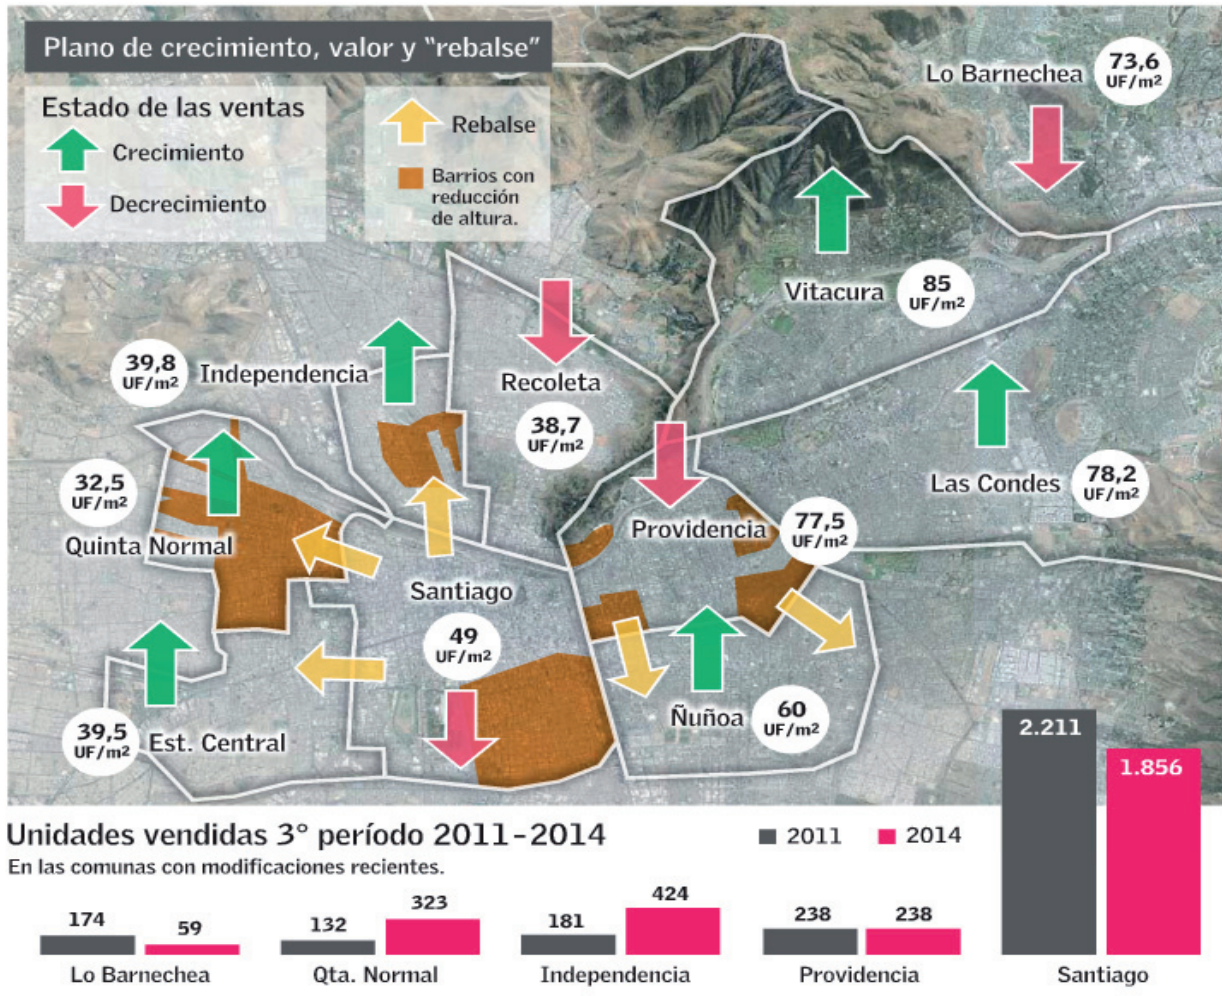 Plano de crecimiento, valor y “rebalse”
Estado de las ventas
Crecimiento
Decrecimiento
Rebalse
Barrios con
reducción
de altura.
Lo Barnechea
73,6
UF/m²
Vitacura
85
UF/m²
39,8
UF/m²
Independencia
Recoleta
38,7
UF/m²
Las Condes
78,2
UF/m²
32,5
UF/m²
Quinta Normal
Providencia
77,5
UF/m²
Santiago
49
UF/m²
Ñuñoa
60
UF/m²
39,5
UF/m²
Est. Central
Unidades vendidas 3° período 2011-2014
En las comunas con modificaciones recientes.
2011
2014
174
59
Lo Barnechea
132
323
Qta. Normal
181
424
Independencia
238
238
Providencia
2.211
1.856
Santiago